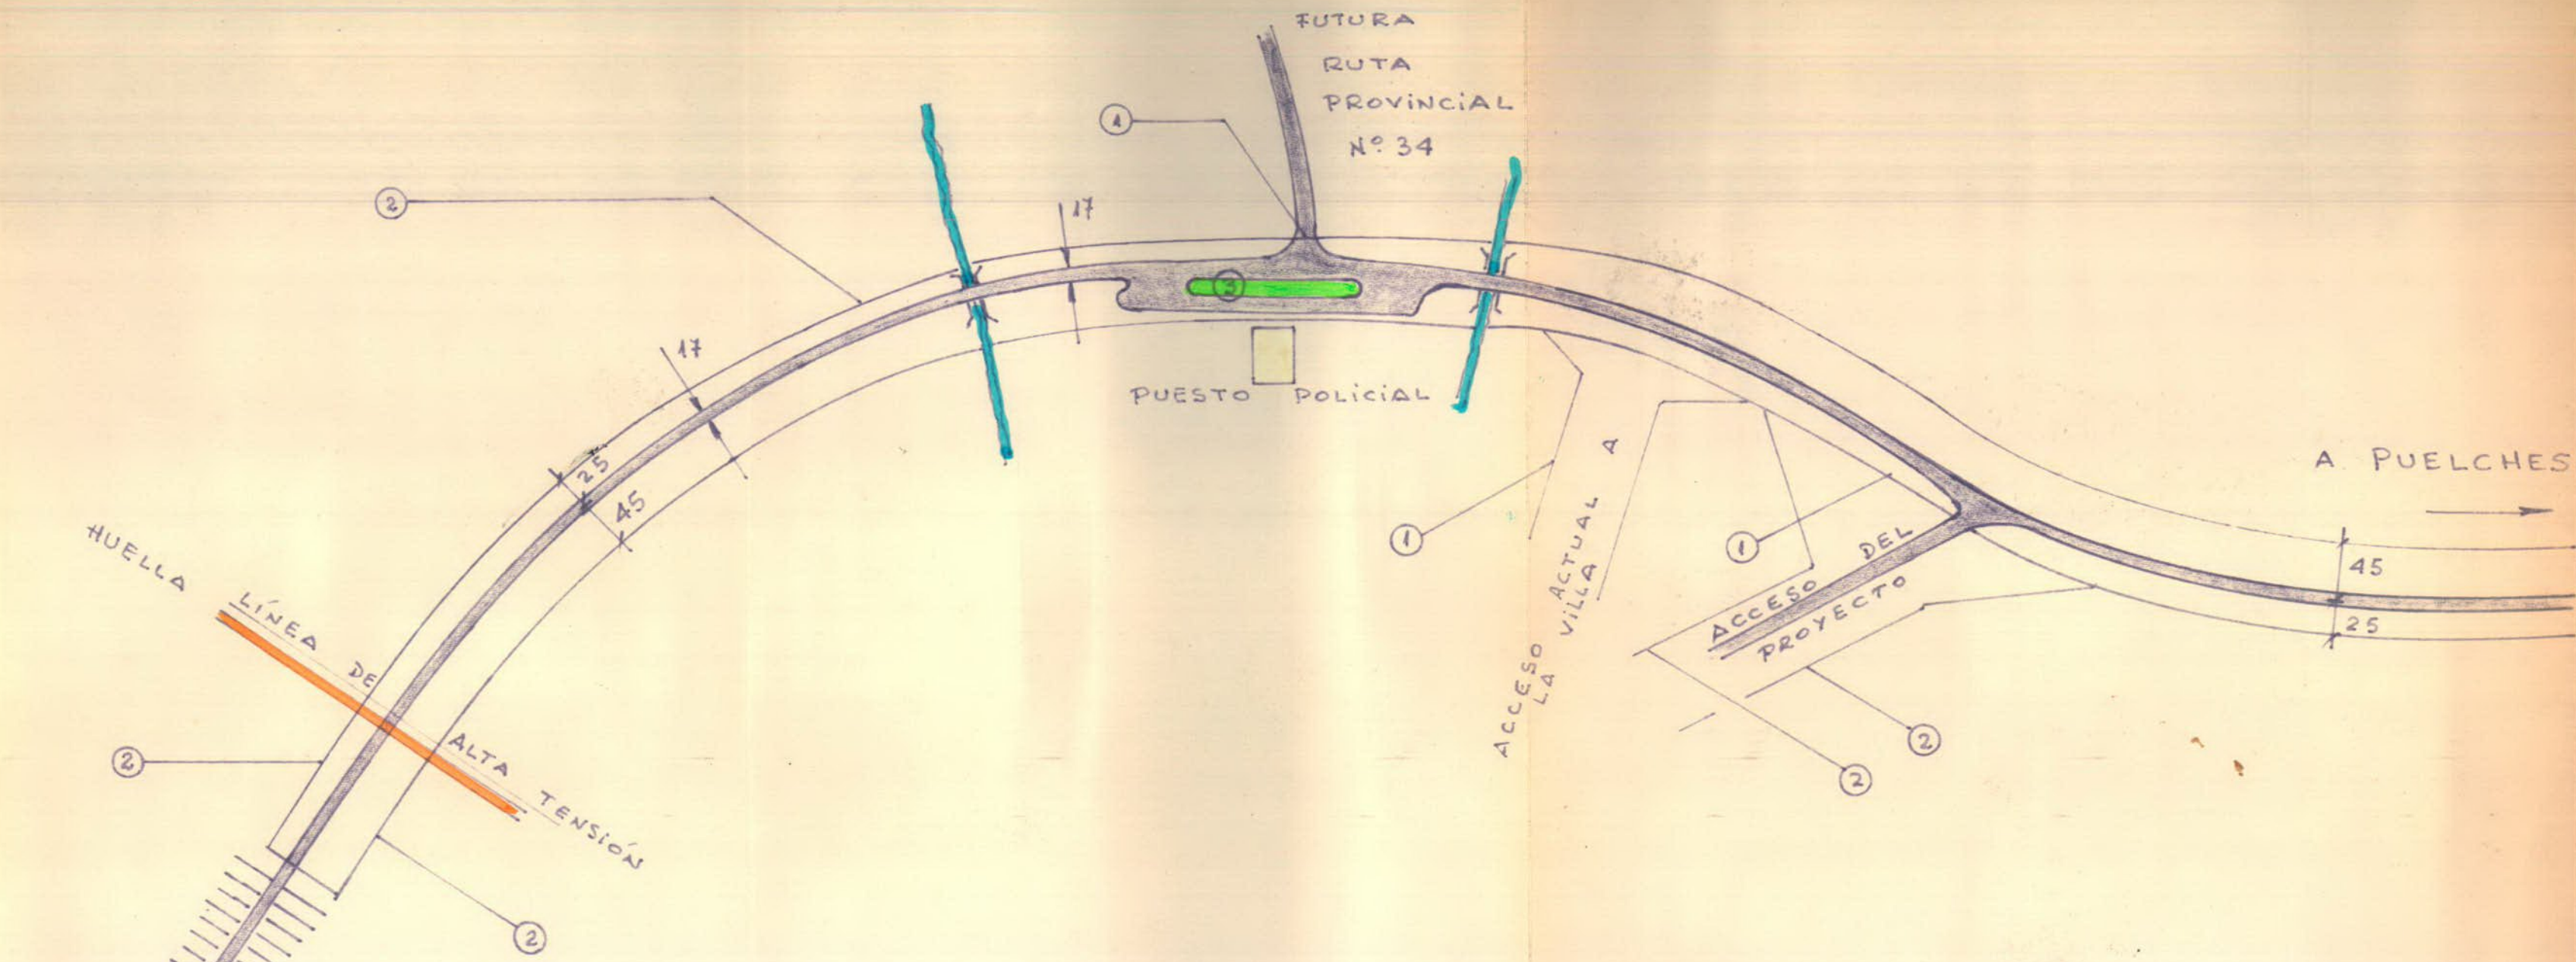 FUTURA
RUTA
PROVINCIAL
Nº 34
1
2
17
3
17
PUESTO POLICIAL
25
45
A PUELCHES
HUELLA
LÍNEA DE
ALTA
TENSIÓN
1
ACCESO ACTUAL A
LA VILLA
1
ACCESO DEL
PROYECTO
45
25
2
2
2
2